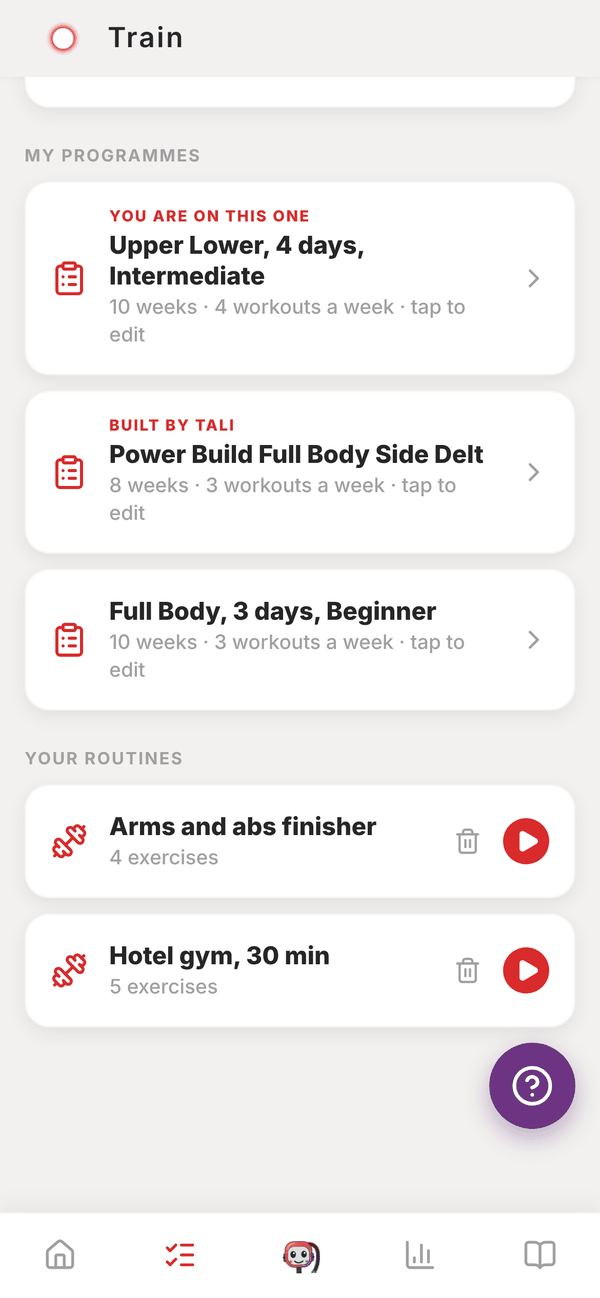 Train
MY PROGRAMMES
YOU ARE ON THIS ONE
Upper Lower, 4 days,
Intermediate
10 weeks · 4 workouts a week · tap to
edit
BUILT BY TALI
Power Build Full Body Side Delt
8 weeks · 3 workouts a week · tap to
edit
Full Body, 3 days, Beginner
10 weeks · 3 workouts a week · tap to
edit
YOUR ROUTINES
Arms and abs finisher
4 exercises
Hotel gym, 30 min
5 exercises